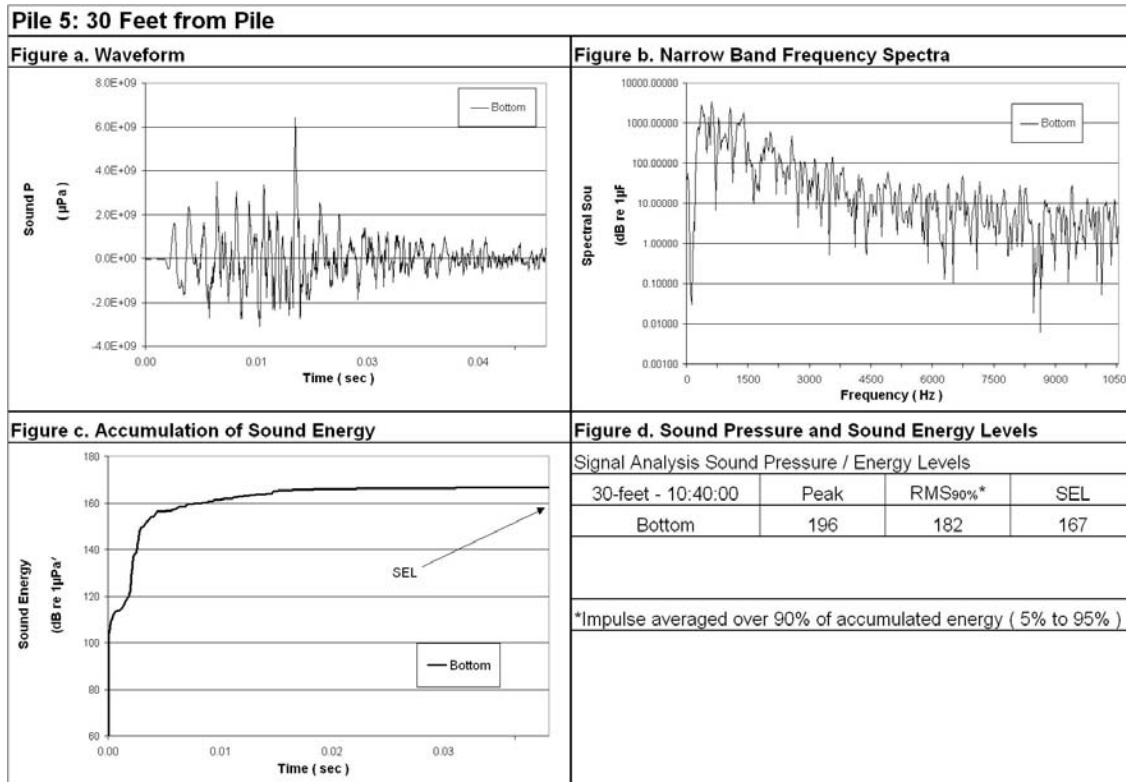 Pile 5: 30 Feet from Pile
Figure a. Waveform
8.0E+09
6.0E+09
4.0E+09
2.0E+09
0.0E+00
-2.0E+09
-4.0E+09
Sound P
( µPa )
Bottom
0.00
0.01
0.03
0.04
Time ( sec )
Figure b. Narrow Band Frequency Spectra
10000.00000
1000.00000
100.00000
10.00000
1.00000
0.10000
0.01000
0.00100
Spectral Sou
(dB re 1µF
Bottom
0
1500
3000
4500
6000
7500
9000
1050
Frequency ( Hz )
Figure c. Accumulation of Sound Energy
180
160
140
120
100
80
60
Sound Energy
(dB re 1µPa
SEL
Bottom
0.00
0.01
0.02
0.03
Time ( sec )
Figure d. Sound Pressure and Sound Energy Levels
Signal Analysis Sound Pressure / Energy Levels
30-feet - 10:40:00 Peak RMS90%* SEL
Bottom 196 182 167
*Impulse averaged over 90% of accumulated energy ( 5% to 95% )